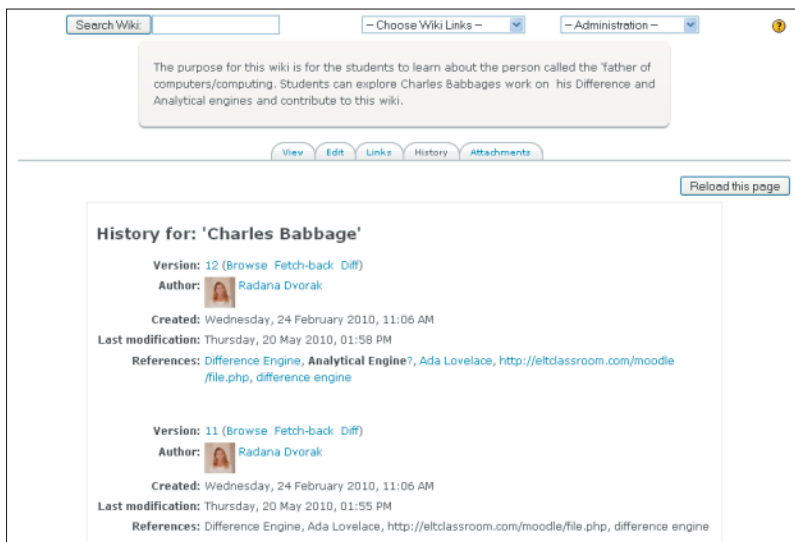 Search Wiki: – Choose Wiki Links – – Administration – ?
The purpose for this wiki is for the students to learn about the person called the 'father of
computers/computing. Students can explore Charles Babbages work on his Difference and
Analytical engines and contribute to this wiki.
View Edit Links History Attachments
Reload this page
History for: 'Charles Babbage'
Version: 12 (Browse Fetch-back Diff)
Author: Radana Dvorak
Created: Wednesday, 24 February 2010, 11:06 AM
Last modification: Thursday, 20 May 2010, 01:58 PM
References: Difference Engine, Analytical Engine?, Ada Lovelace, http://eltclassroom.com/moodle
/file.php, difference engine
Version: 11 (Browse Fetch-back Diff)
Author: Radana Dvorak
Created: Wednesday, 24 February 2010, 11:06 AM
Last modification: Thursday, 20 May 2010, 01:55 PM
References: Difference Engine, Ada Lovelace, http://eltclassroom.com/moodle/file.php, difference engine